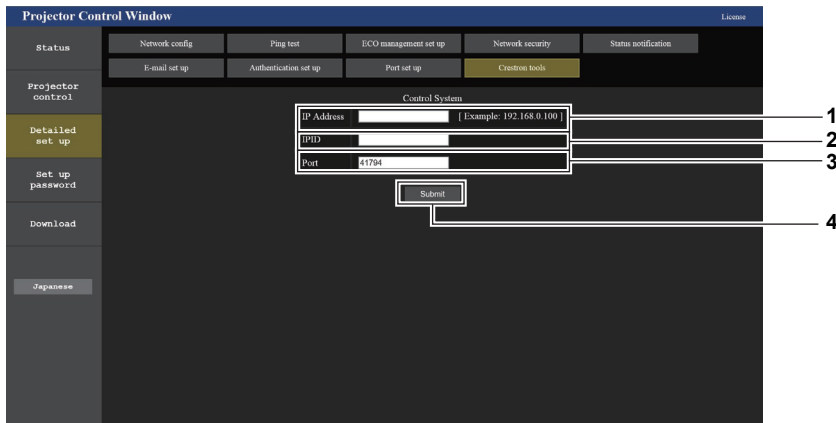 Projector Control Window
License
Status
Network config
Ping test
ECO management set up
Network security
Status notification
E-mail set up
Authentication set up
Port set up
Crestron tools
Projector
control
Detailed
set up
Set up
password
Download
Japanese
Control System
IP Address
[ Example: 192.168.0.100 ]
1
IPID
2
Port
41794
3
Submit
4